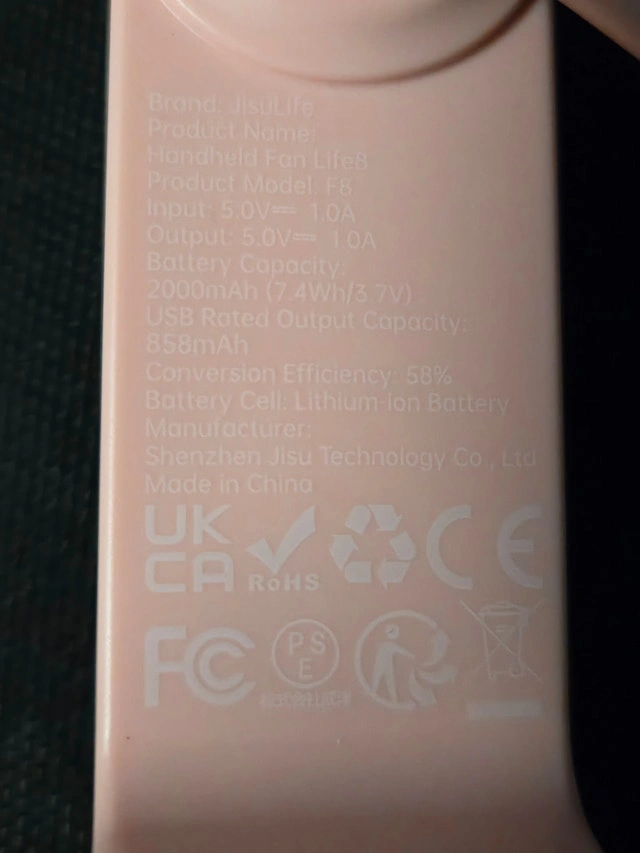 Brand: JisuLife
Product Name:
Handheld Fan Life8
Product Model: F8
Input: 5.0V⎓ 1.0A
Output: 5.0V⎓ 1.0A
Battery Capacity:
2000mAh (7.4Wh/3.7V)
USB Rated Output Capacity:
858mAh
Conversion Efficiency: 58%
Battery Cell: Lithium-ion Battery
Manufacturer:
Shenzhen Jisu Technology Co., Ltd
Made in China
UK
CA
RoHS
CE
FC
PS
E